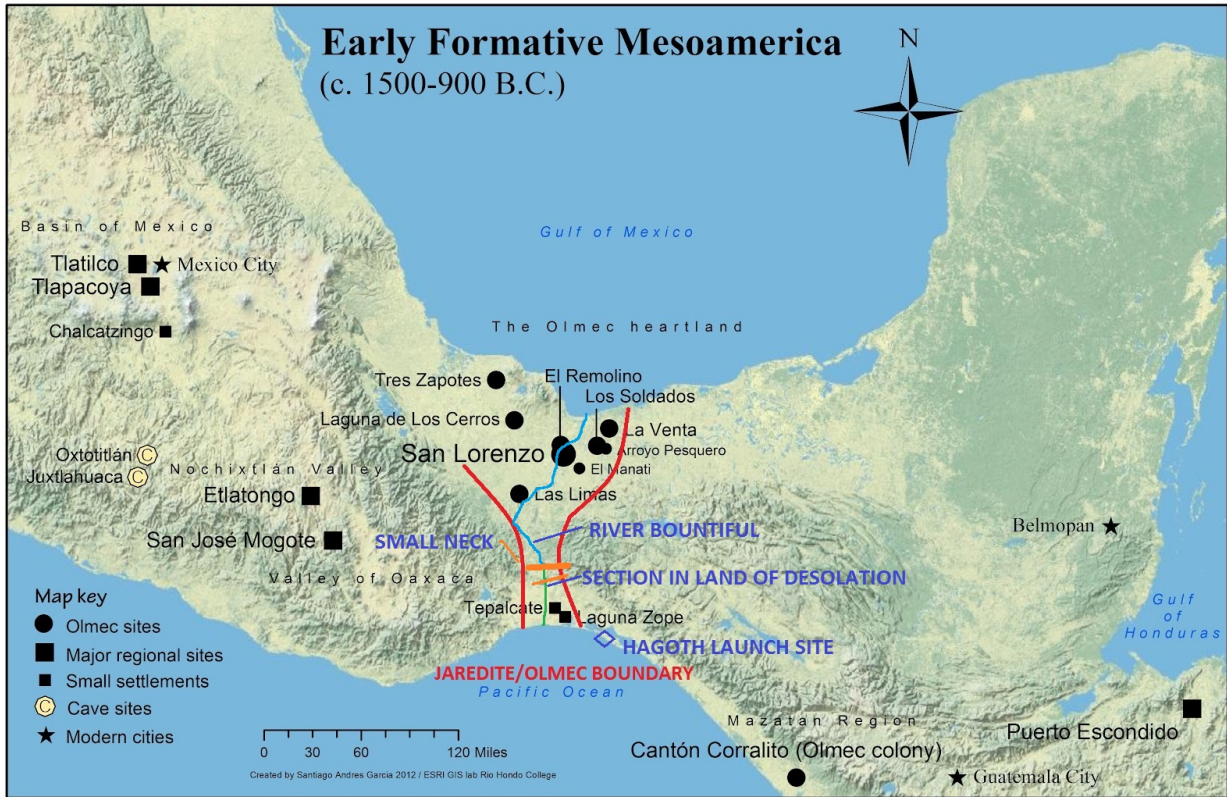 Early Formative Mesoamerica
(c. 1500-900 B.C.)
N
Basin of Mexico
Gulf of Mexico
Tlatilco
Mexico City
Tlapacoya
Chalcatzingo
The Olmec heartland
El Remolino
Tres Zapotes
Los Soldados
Laguna de Los Cerros
La Venta
San Lorenzo
Arroyo Pesquero
El Manati
Oxtotitlán
C
Juxtlahuaca
C
Nochixtlán Valley
Etlatongo
Las Limas
RIVER BOUNTIFUL
Belmopan
San José Mogote
SMALL NECK
Valley of Oaxaca
SECTION IN LAND OF DESOLATION
Tepalcate
Laguna Zope
Gulf
of
Honduras
HAGOTH LAUNCH SITE
JAREDITE/OLMEC BOUNDARY
Pacific Ocean
Mazatan Region
Puerto Escondido
Cantón Corralito (Olmec colony)
Guatemala City
Map key
Olmec sites
Major regional sites
Small settlements
C Cave sites
Modern cities
0 30 60 120 Miles
Created by Santiago Andres Garcia 2012 / ESRI GIS lab Rio Hondo College